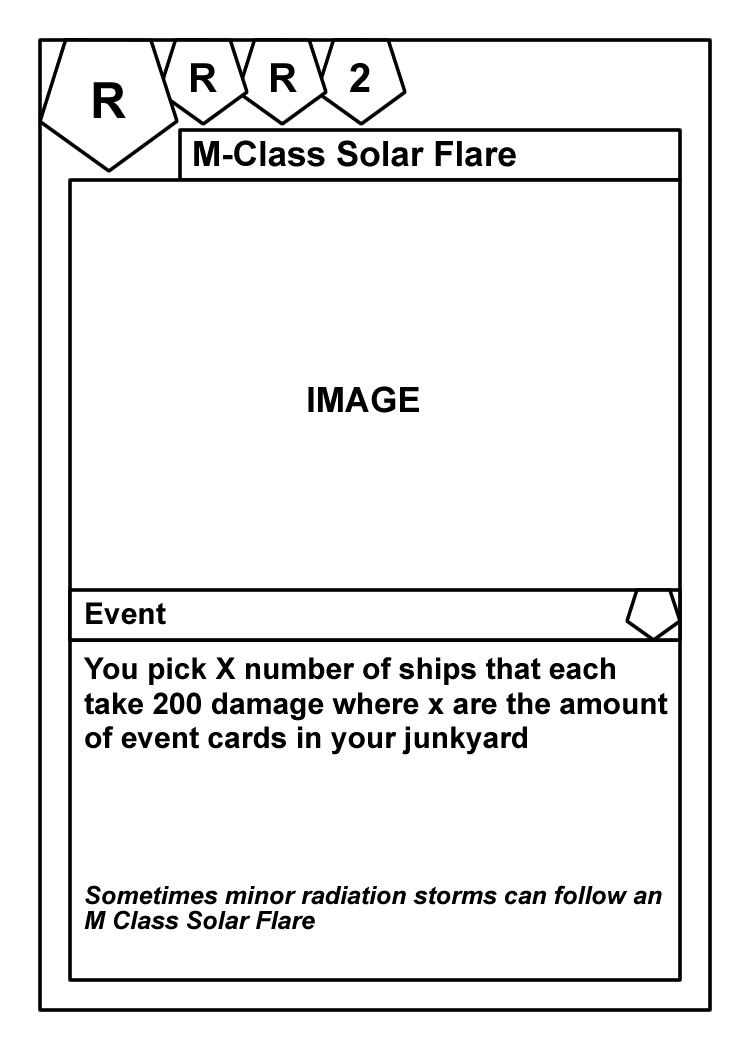 R R R 2
M-Class Solar Flare
IMAGE
Event
You pick X number of ships that each
take 200 damage where x are the amount
of event cards in your junkyard
Sometimes minor radiation storms can follow an
M Class Solar Flare